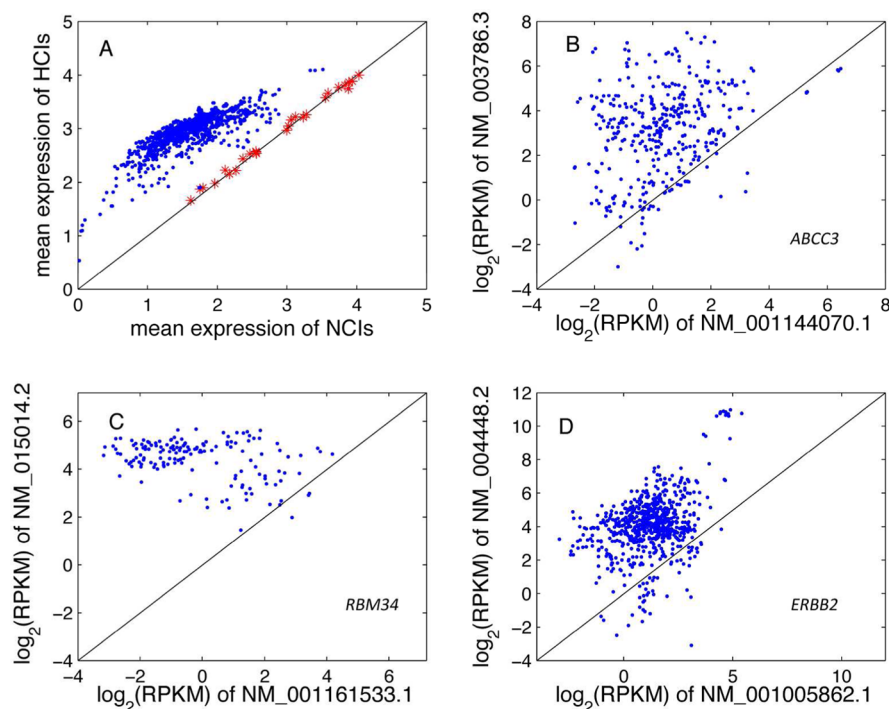 A
mean expression of HCIs
5
4
3
2
1
0
0 1 2 3 4 5
mean expression of NCIs
B
log2(RPKM) of NM_003786.3
8
6
4
2
0
−2
−4
−4 −2 0 2 4 6 8
ABCC3
log2(RPKM) of NM_001144070.1
C
log2(RPKM) of NM_015014.2
6
4
2
0
−2
−4
−4 −2 0 2 4 6
RBM34
log2(RPKM) of NM_001161533.1
D
log2(RPKM) of NM_004448.2
12
10
8
6
4
2
0
−2
−4
0 5 10
ERBB2
log2(RPKM) of NM_001005862.1